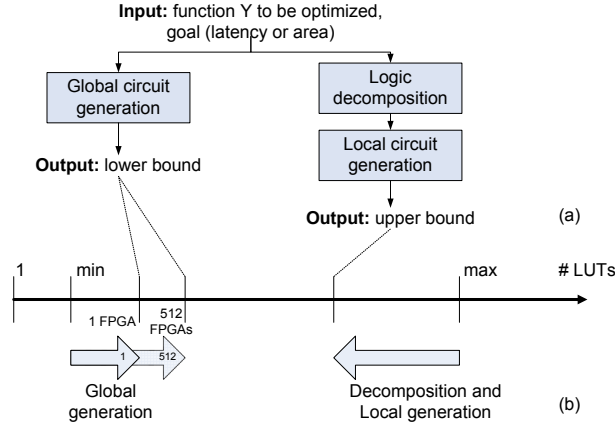 Input: function Y to be optimized,
goal (latency or area)
Global circuit
generation
Logic
decomposition
Local circuit
generation
Output: lower bound
Output: upper bound
(a)
1
min
max
# LUTs
1 FPGA
512
FPGAs
1
512
Global
generation
Decomposition and
Local generation
(b)